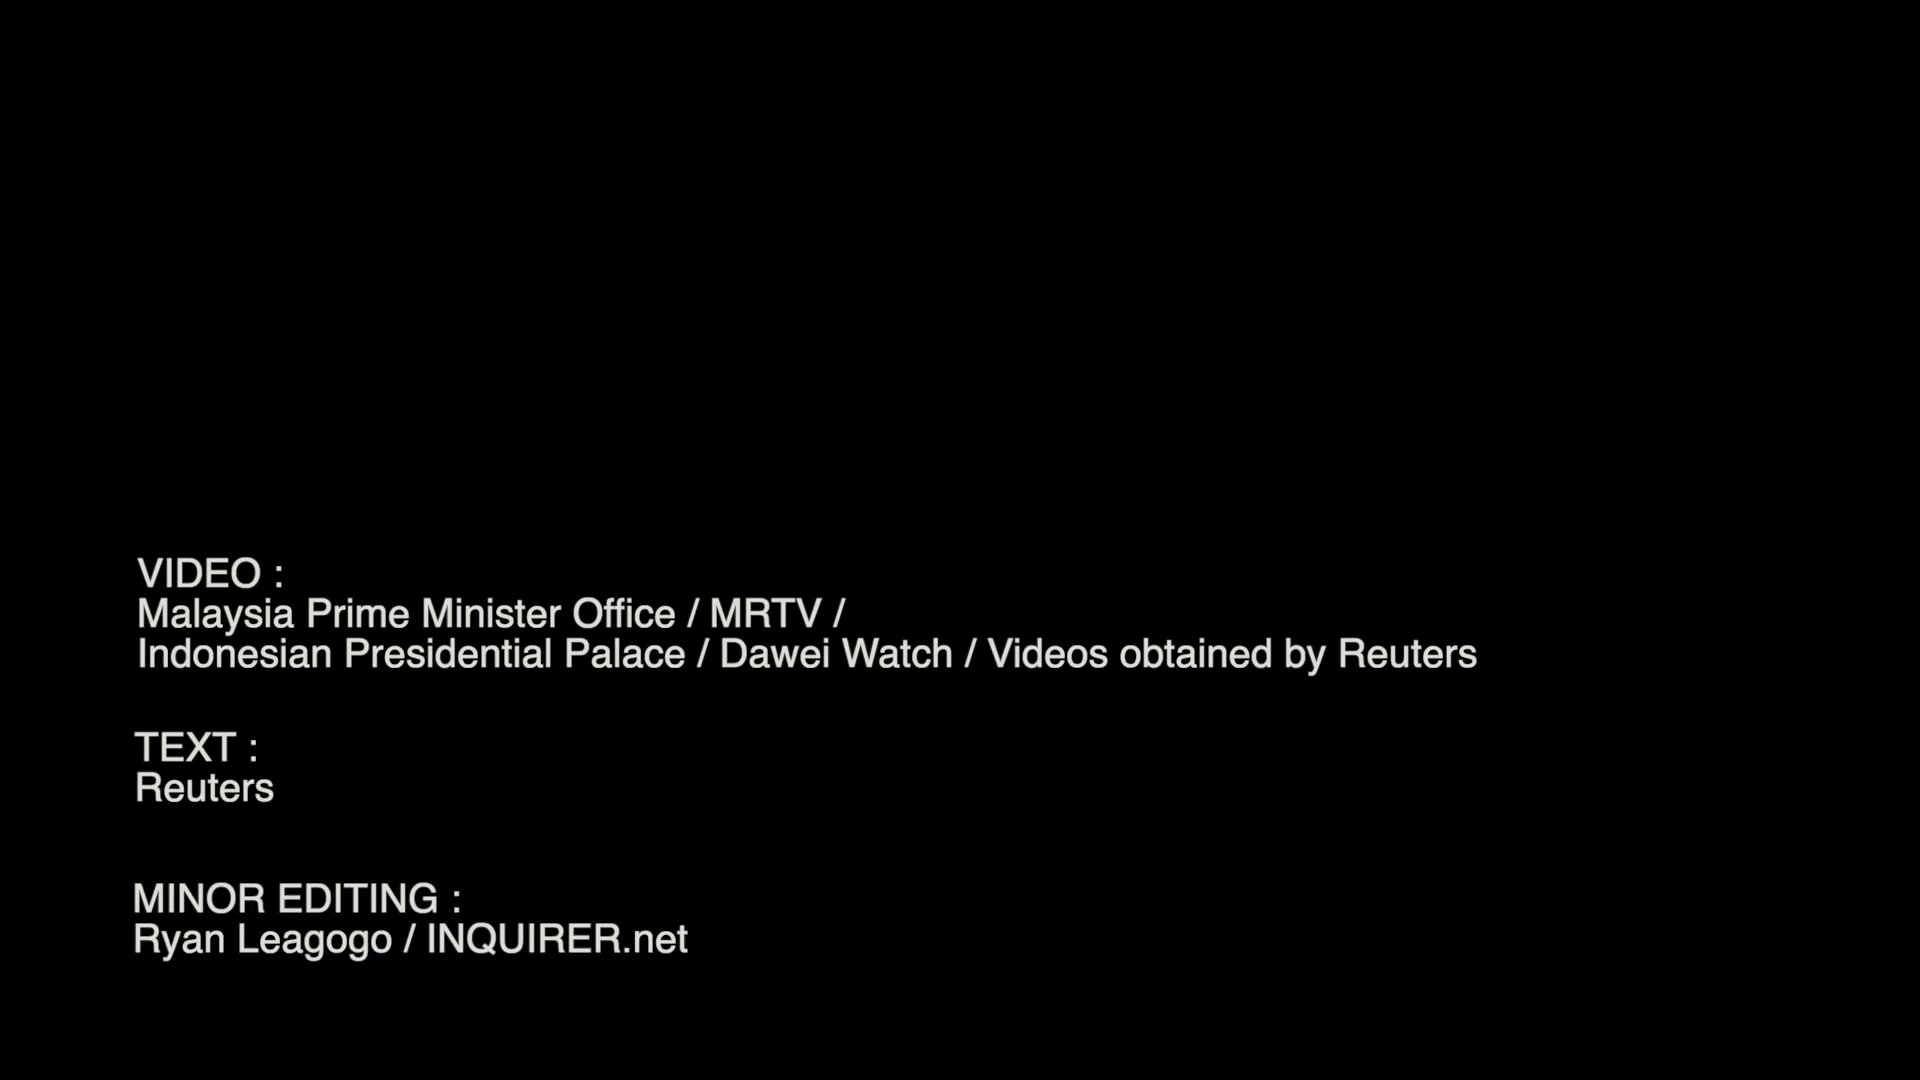 VIDEO :
Malaysia Prime Minister Office / MRTV /
Indonesian Presidential Palace / Dawei Watch / Videos obtained by Reuters
TEXT :
Reuters
MINOR EDITING :
Ryan Leagogo / INQUIRER.net